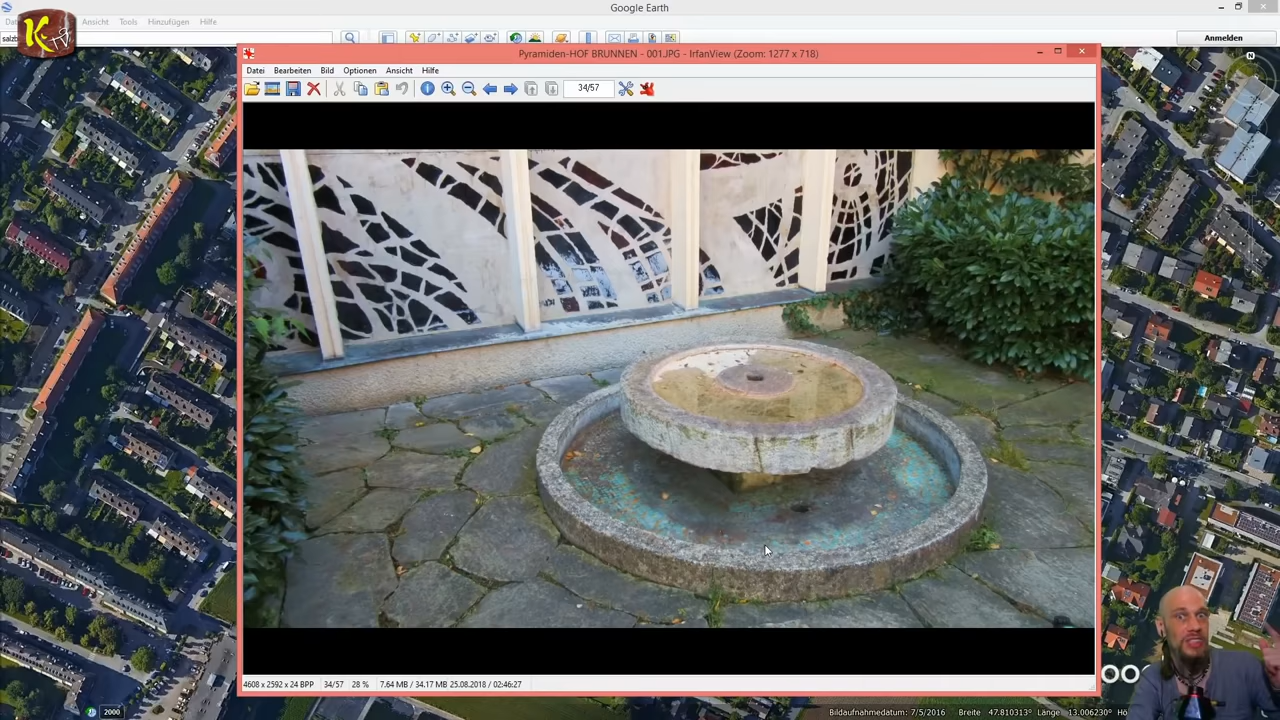 Google Earth
Ansicht Tools Hinzufügen Hilfe
Anmelden
Pyramiden-HOF BRUNNEN - 001.JPG - IrfanView (Zoom: 1277 x 718)
Datei Bearbeiten Bild Optionen Ansicht Hilfe
34/57
N
4608 x 2592 x 24 BPP 34/57 28 % 7.64 MB / 34.17 MB 25.08.2018 / 02:46:27
2000
Bildaufnahmedatum: 7/5/2016 Breite 47.810313° Länge 13.006230° Hö